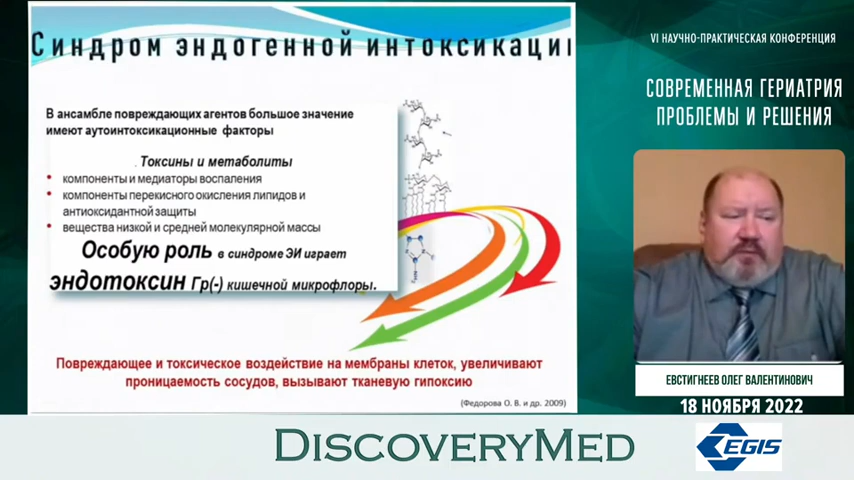 Синдром эндогенной интоксикаци
В ансамбле повреждающих агентов большое значение
имеют аутоинтоксикационные факторы
. Токсины и метаболиты
• компоненты и медиаторы воспаления
• компоненты перекисного окисления липидов и
антиоксидантной защиты
• вещества низкой и средней молекулярной массы
Особую роль в синдроме ЭИ играет
эндотоксин Гр(-) кишечной микрофлоры.
Повреждающее и токсическое воздействие на мембраны клеток, увеличивают
проницаемость сосудов, вызывают тканевую гипоксию
(Федорова О. В. и др. 2009)
VI НАУЧНО-ПРАКТИЧЕСКАЯ КОНФЕРЕНЦИЯ
СОВРЕМЕННАЯ ГЕРИАТРИЯ
ПРОБЛЕМЫ И РЕШЕНИЯ
ЕВСТИГНЕЕВ ОЛЕГ ВАЛЕНТИНОВИЧ
18 НОЯБРЯ 2022
DISCOVERYMED
EGIS